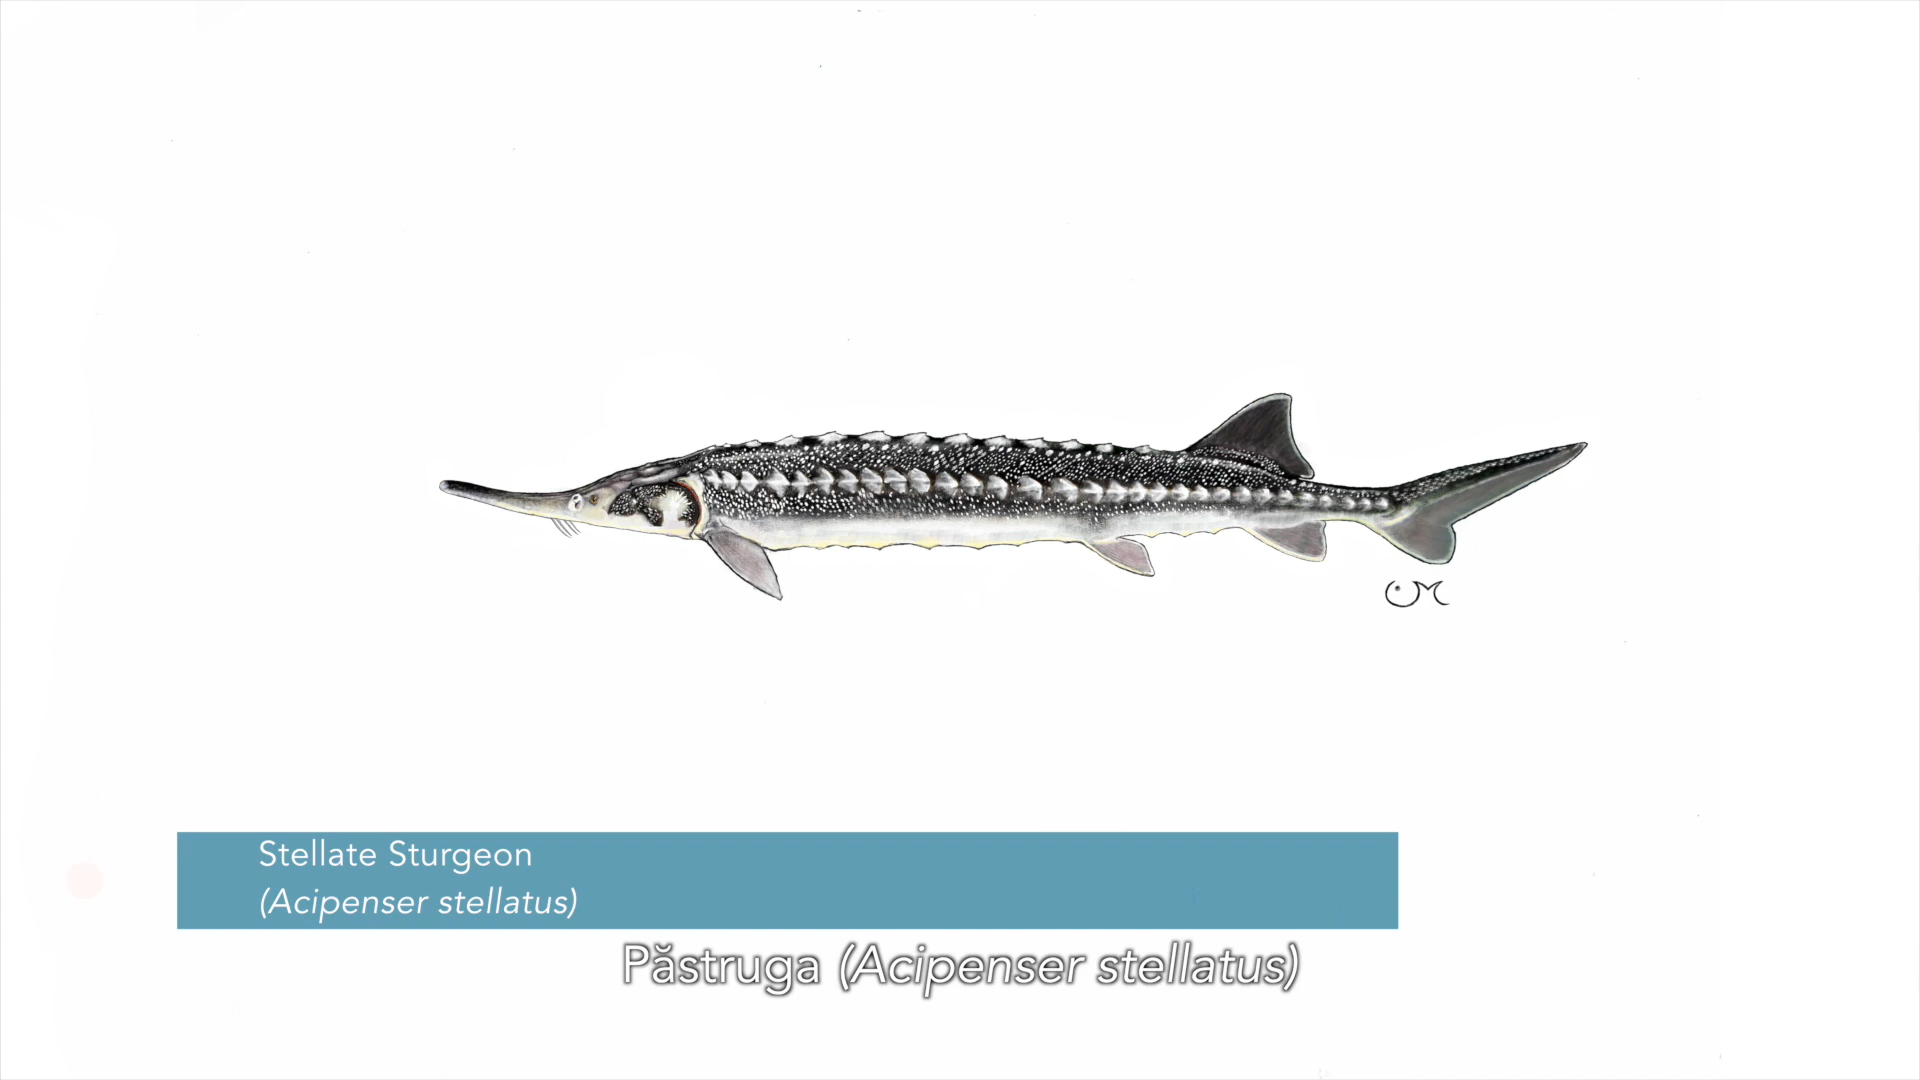 Stellate Sturgeon
(Acipenser stellatus)
Păstruga (Acipenser stellatus)